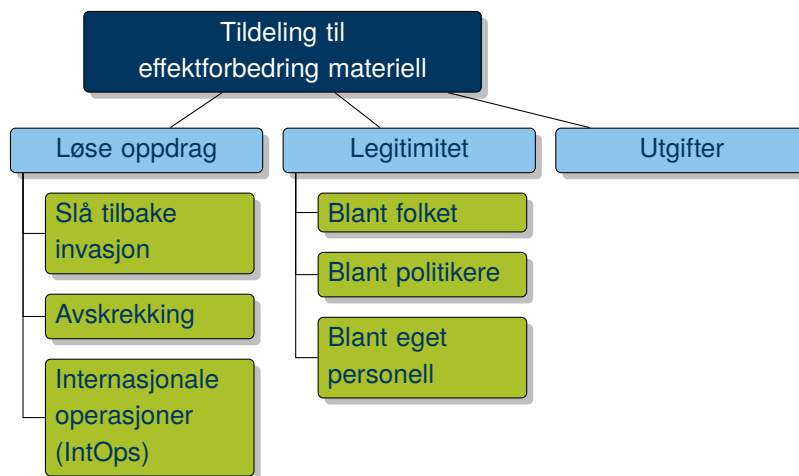 Tildeling til
effektforbedring materiell
Løse oppdrag
Slå tilbake
invasjon
Avskrekking
Internasjonale
operasjoner
(IntOps)
Legitimitet
Blant folket
Blant politikere
Blant eget
personell
Utgifter